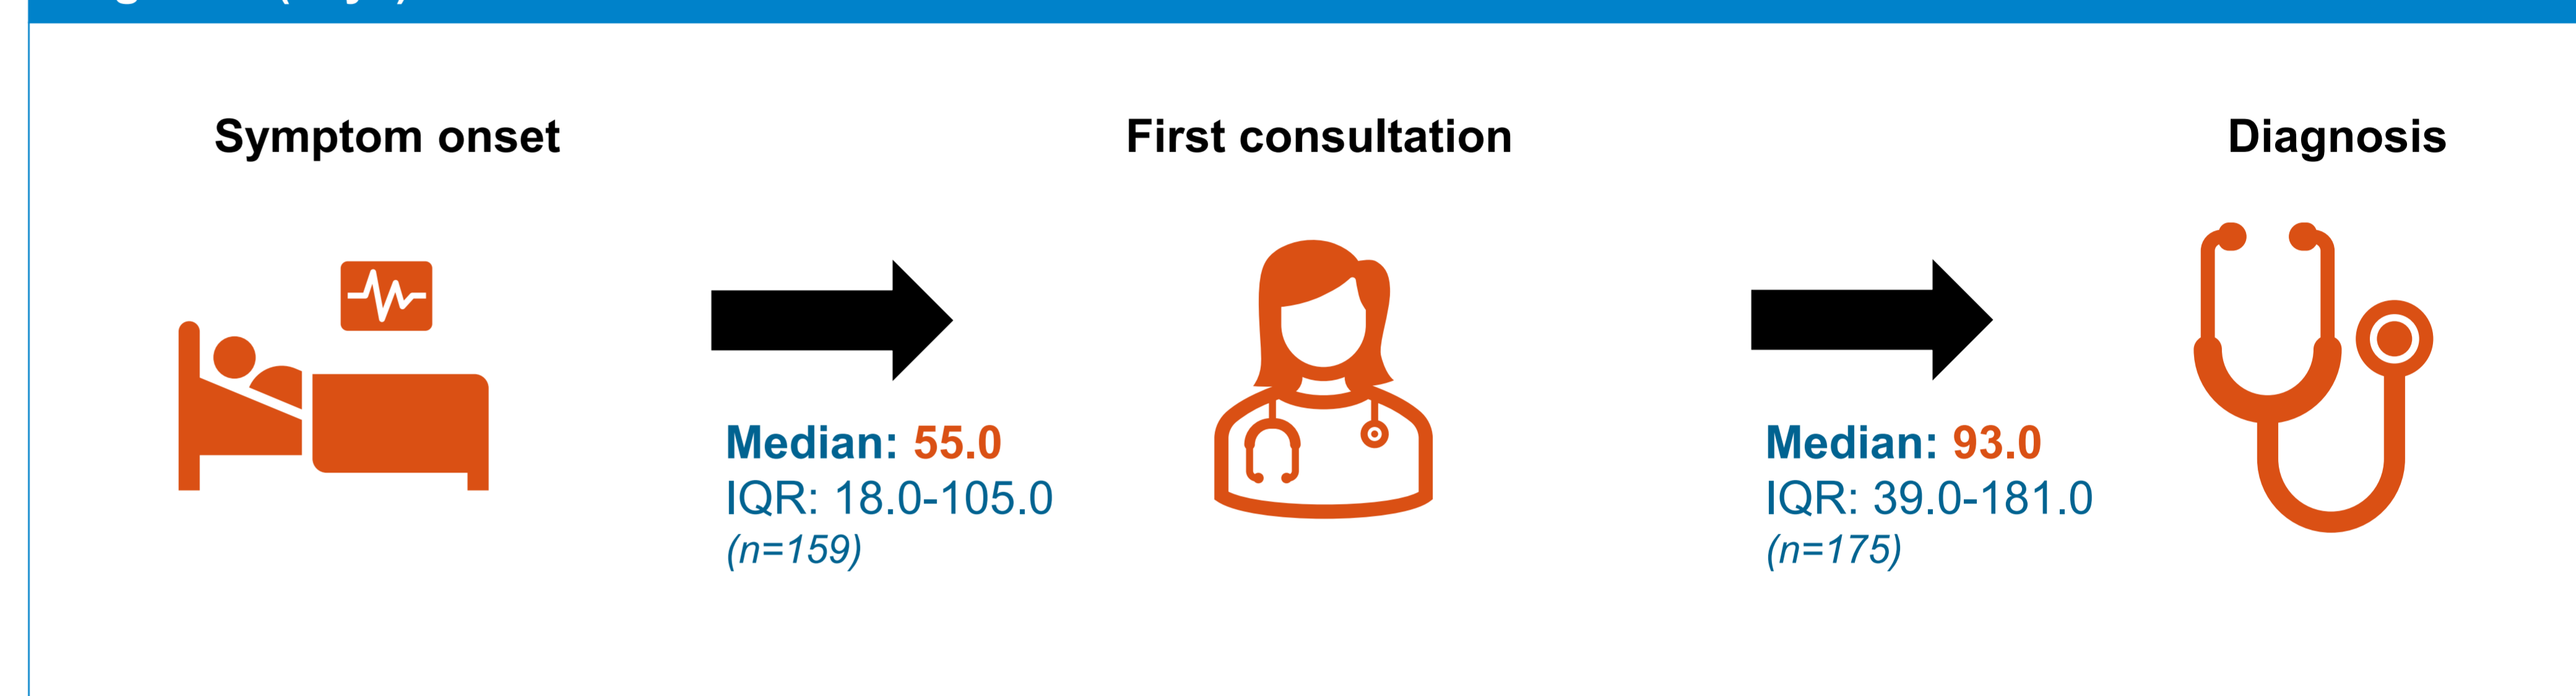 Symptom onset
First consultation
Diagnosis
Median: 55.0
IQR: 18.0-105.0
(n=159)
Median: 93.0
IQR: 39.0-181.0
(n=175)